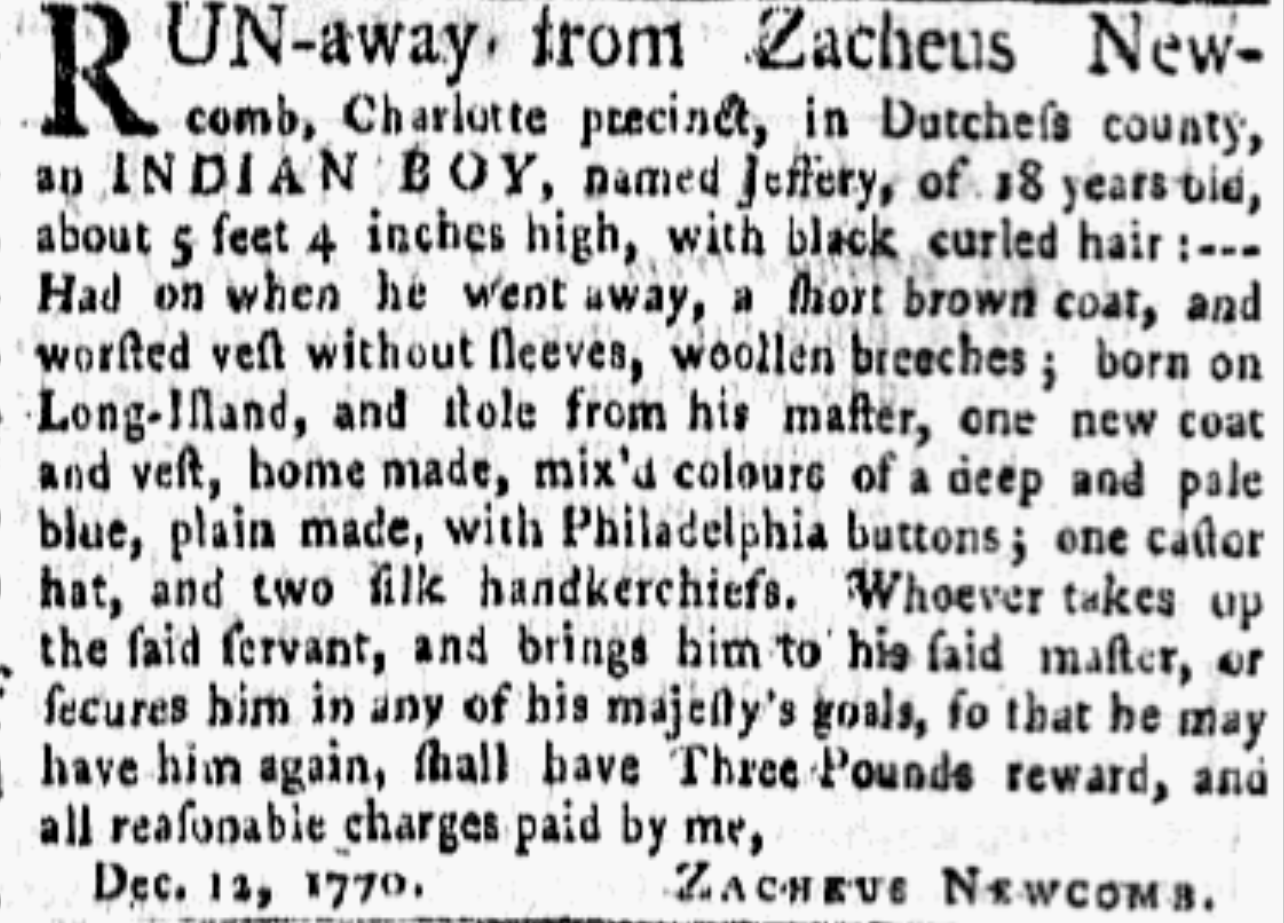 RUN-away from Zacheus New-
comb, Charlotte precinct, in Dutcheſs county,
an INDIAN BOY, named Jeffery, of 18 years old,
about 5 feet 4 inches high, with black curled hair :---
Had on when he went away, a ſhort brown coat, and
worſted veſt without ſleeves, woollen breeches ; born on
Long-Iſland, and ſtole from his maſter, one new coat
and veſt, home made, mix'd colours of a deep and pale
blue, plain made, with Philadelphia buttons ; one caſtor
hat, and two ſilk handkerchiefs. Whoever takes up
the ſaid ſervant, and brings him to his ſaid maſter, or
ſecures him in any of his majeſty's goals, ſo that he may
have him again, ſhall have Three Pounds reward, and
all reaſonable charges paid by me,
Dec. 12, 1770. ZACHEUS NEWCOMB.